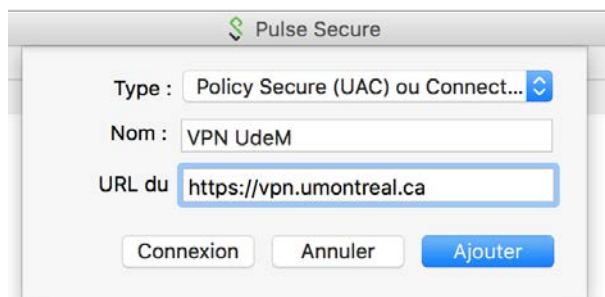 Pulse Secure
Type : Policy Secure (UAC) ou Connect...
Nom : VPN UdeM
URL du https://vpn.umontreal.ca
Connexion Annuler Ajouter